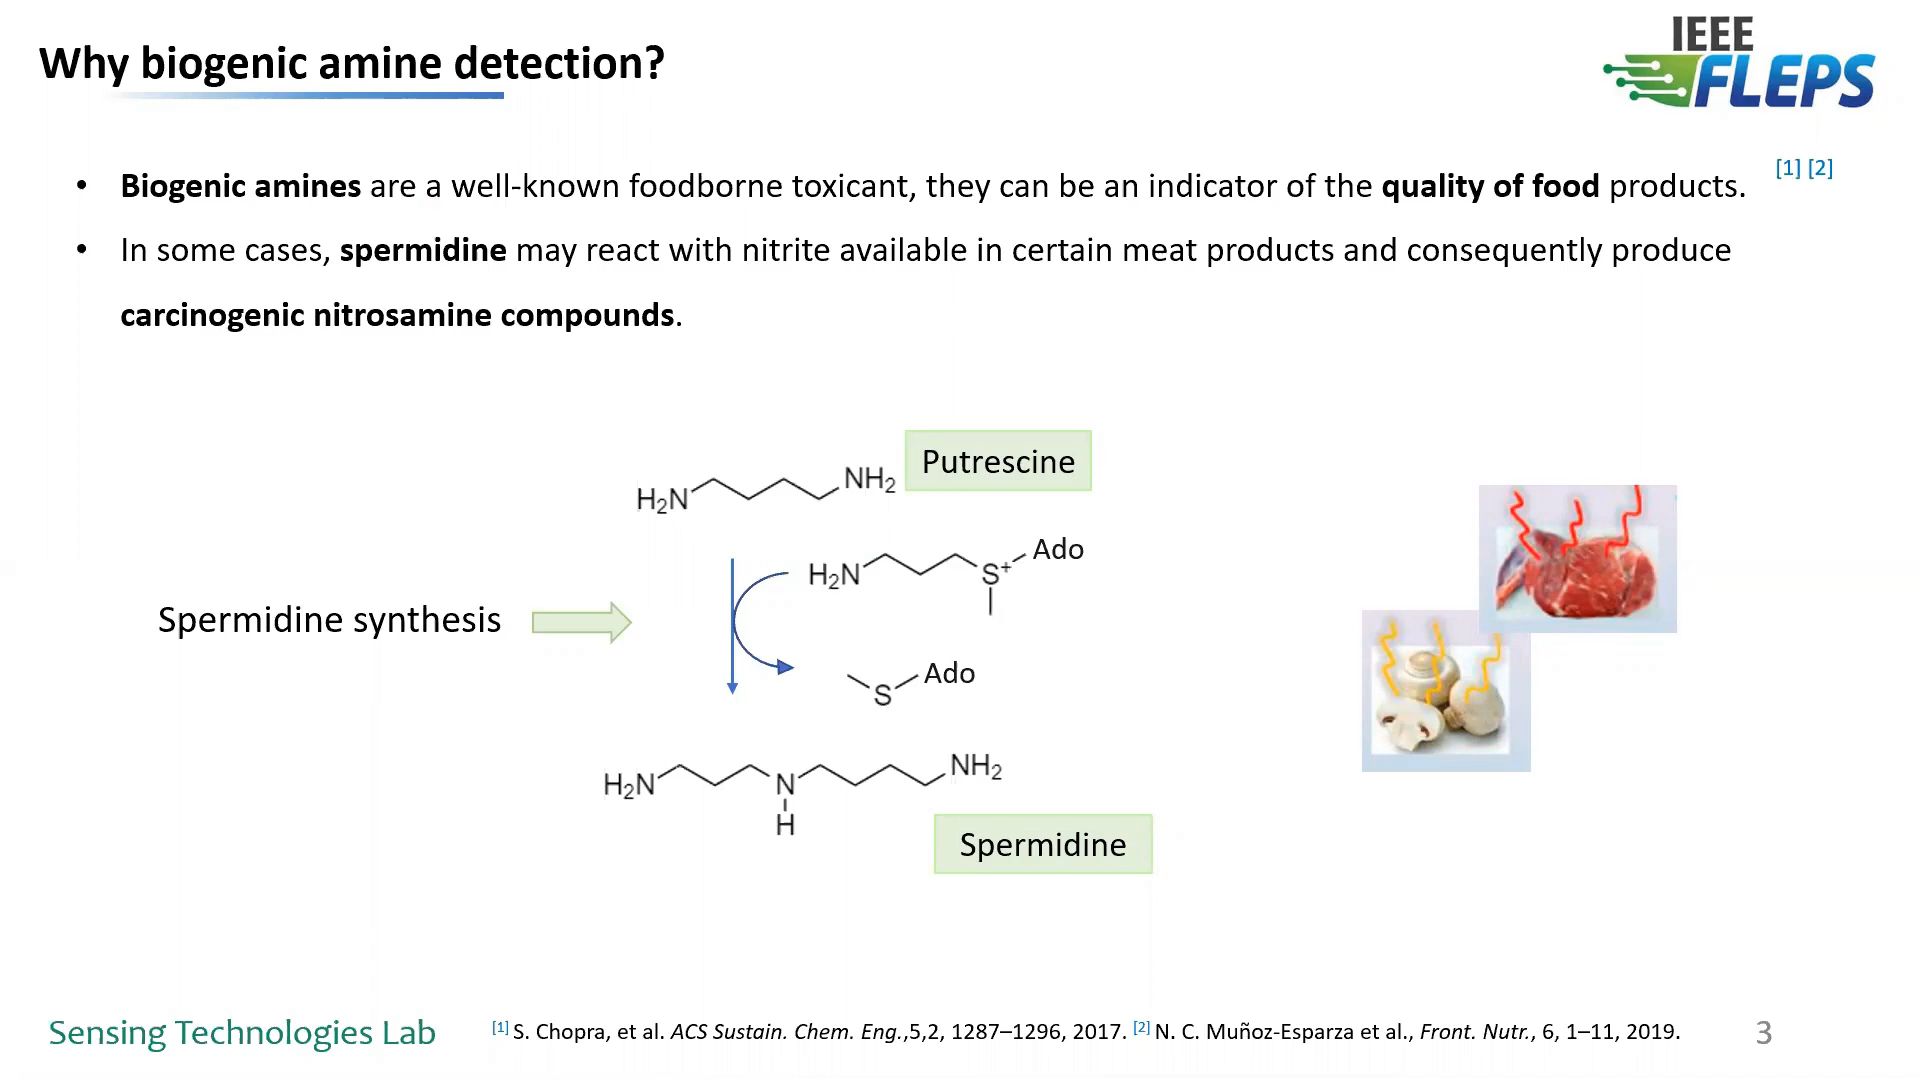 Why biogenic amine detection?
IEEE
FLEPS
• Biogenic amines are a well-known foodborne toxicant, they can be an indicator of the quality of food products. [1] [2]
• In some cases, spermidine may react with nitrite available in certain meat products and consequently produce
carcinogenic nitrosamine compounds.
H₂N NH₂
Putrescine
H₂N S⁺ Ado
Spermidine synthesis
S Ado
H₂N N NH₂
H
Spermidine
Sensing Technologies Lab
[1] S. Chopra, et al. ACS Sustain. Chem. Eng.,5,2, 1287–1296, 2017. [2] N. C. Muñoz-Esparza et al., Front. Nutr., 6, 1–11, 2019.
3